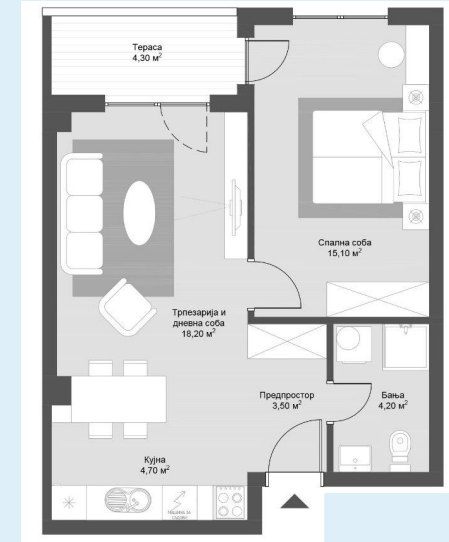 Тераса
4,30 м²
Спална соба
15,10 м²
Трпезарија и
дневна соба
18,20 м²
Предпростор
3,50 м²
Бања
4,20 м²
Кујна
4,70 м²